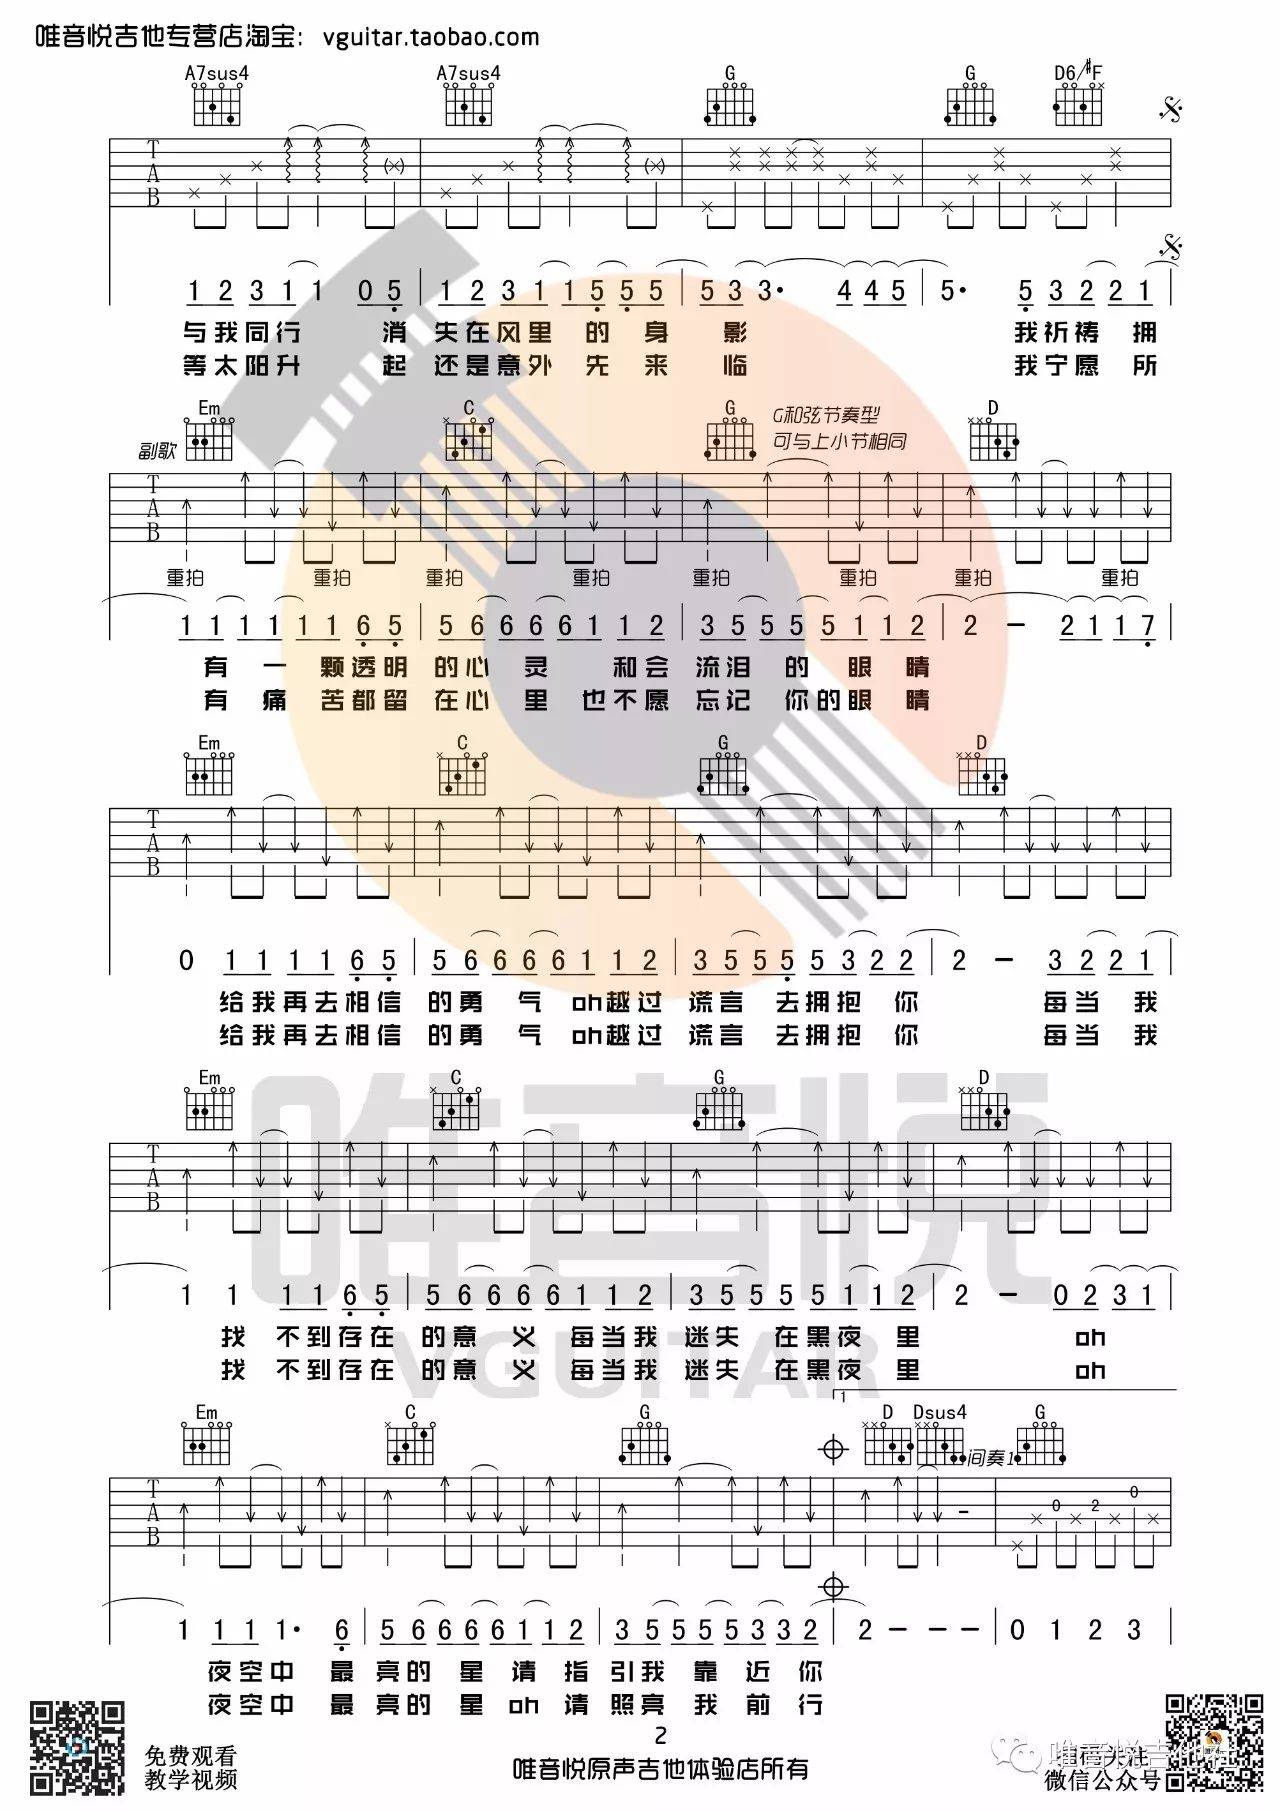 唯音悦吉他专营店淘宝: vguitar.taobao.com
A7sus4 A7sus4 G G D6/#F
T
A
B
1 2 3 1 1 0 5 1 2 3 1 1 5 5 5 5 3 3· 4 4 5 5· 5 3 2 2 1
与我同行 消 失在风里 的 身 影 我祈祷 拥
等太阳升 起 还是意外 先 来 临 我宁愿 所
Em C G D
副歌
G和弦节奏型
可与上小节相同
T
A
B
重拍 重拍 重拍 重拍 重拍 重拍 重拍 重拍
1 1 1 1 1 1 6 5 5 6 6 6 6 1 1 2 3 5 5 5 5 1 1 2 2 - 2 1 1 7
有 一 颗透明 的心 灵 和会 流泪 的 眼 睛
有 痛 苦都留 在心 里 也不愿 忘记 你的眼 睛
Em C G D
T
A
B
0 1 1 1 1 6 5 5 6 6 6 6 1 1 2 3 5 5 5 5 3 2 2 2 - 3 2 2 1
给我再去相信 的勇 气 oh越过 谎言 去拥抱 你 每当 我
给我再去相信 的勇 气 oh越过 谎言 去拥抱 你 每当 我
Em C G D
T
A
B
1 1 1 1 6 5 5 6 6 6 6 1 1 2 3 5 5 5 5 1 1 2 2 - 0 2 3 1
找 不到存在 的意 义 每当我 迷失 在黑夜 里 oh
找 不到存在 的意 义 每当我 迷失 在黑夜 里 oh
唯音悦
VGUITAR
1
Em C G D Dsus4 G
间奏1
T
A
B
0 2 0
1 1 1 1· 6 5 6 6 6 6 1 1 2 3 5 5 5 5 3 3 2 2 - - - 0 1 2 3
夜空中 最 亮的 星 请 指 引我 靠 近 你
夜空中 最 亮的 星 oh请 照亮 我 前 行
2
免费观看
教学视频
唯音悦原声吉他体验店所有
微信公众号